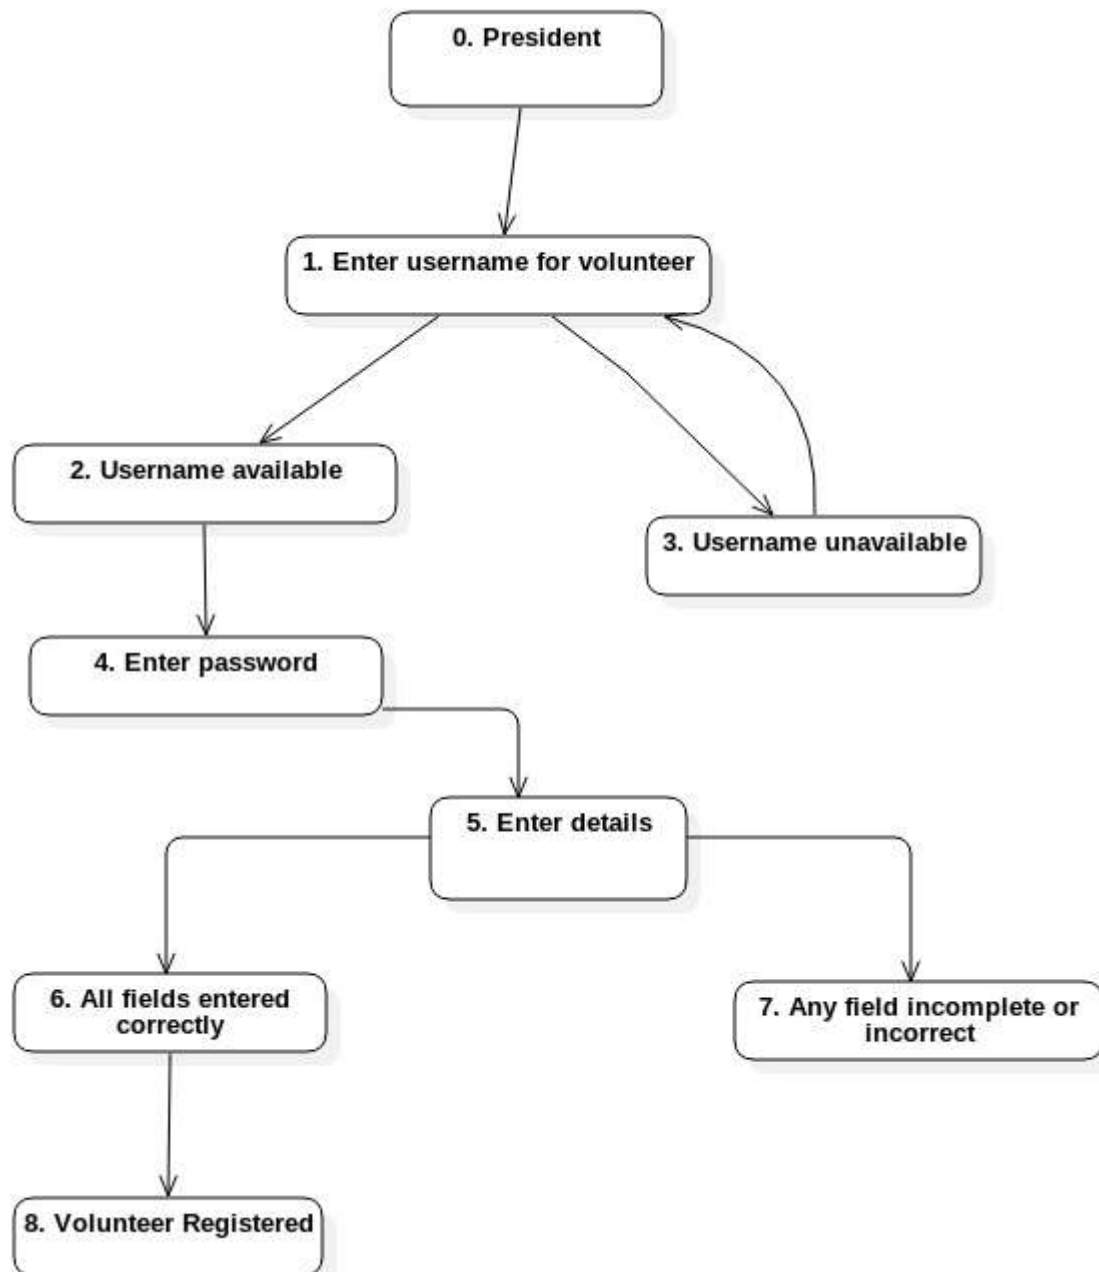 0. President
1. Enter username for volunteer
2. Username available
3. Username unavailable
4. Enter password
5. Enter details
6. All fields entered
correctly
7. Any field incomplete or
incorrect
8. Volunteer Registered